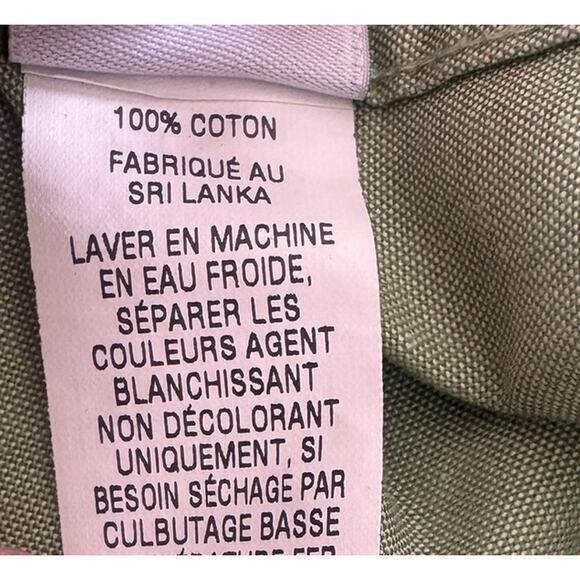 100% COTON
FABRIQUÉ AU
SRI LANKA
LAVER EN MACHINE
EN EAU FROIDE,
SÉPARER LES
COULEURS AGENT
BLANCHISSANT
NON DÉCOLORANT
UNIQUEMENT, SI
BESOIN SÉCHAGE PAR
CULBUTAGE BASSE